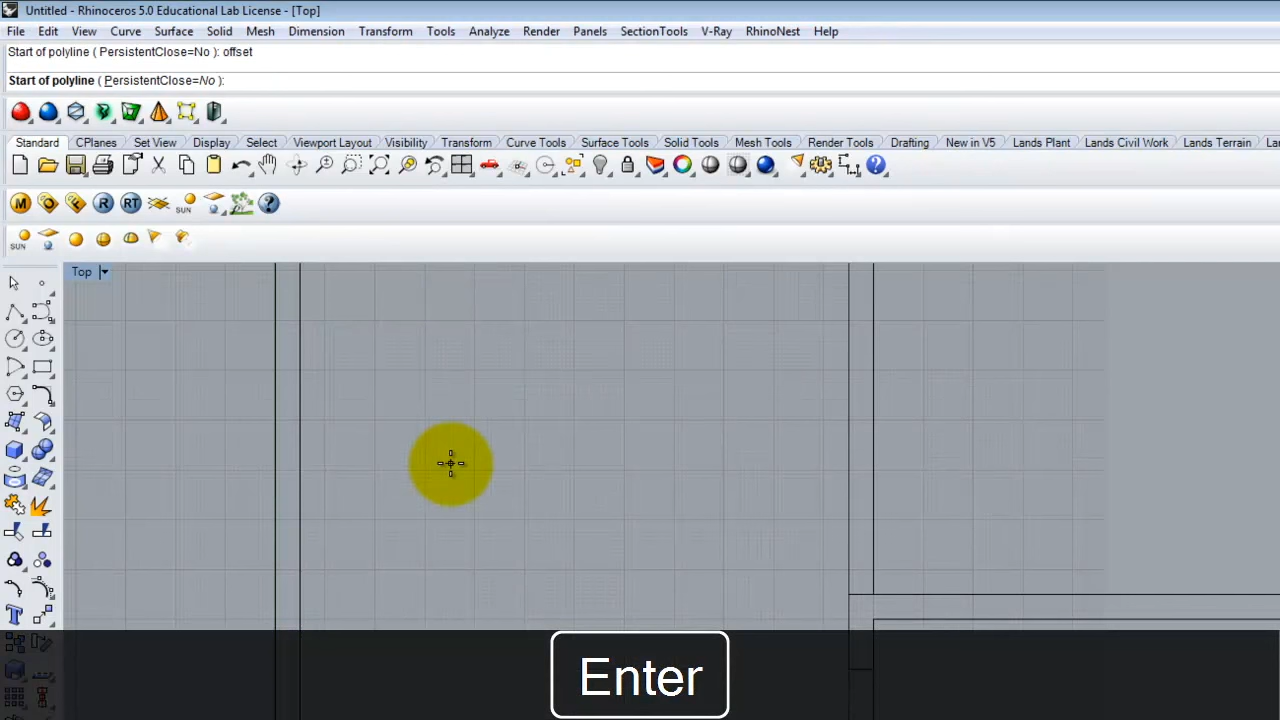 Untitled - Rhinoceros 5.0 Educational Lab License - [Top]
File Edit View Curve Surface Solid Mesh Dimension Transform Tools Analyze Render Panels SectionTools V-Ray RhinoNest Help
Start of polyline ( PersistentClose=No ): offset
Start of polyline ( PersistentClose=No ):
Standard CPlanes Set View Display Select Viewport Layout Visibility Transform Curve Tools Surface Tools Solid Tools Mesh Tools Render Tools Drafting New in V5 Lands Plant Lands Civil Work Lands Terrain
M R RT SUN ?
SUN
Top
T
Enter